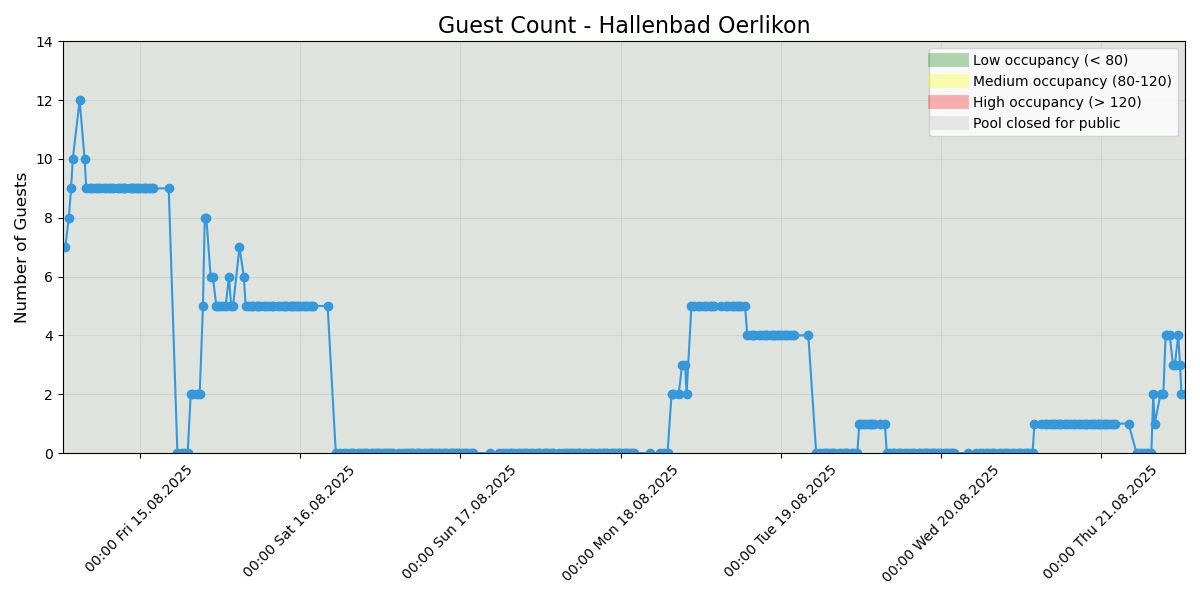 Guest Count - Hallenbad Oerlikon
Low occupancy (< 80)
Medium occupancy (80-120)
High occupancy (> 120)
Pool closed for public
Number of Guests
14
12
10
8
6
4
2
0
00:00 Fri 15.08.2025
00:00 Sat 16.08.2025
00:00 Sun 17.08.2025
00:00 Mon 18.08.2025
00:00 Tue 19.08.2025
00:00 Wed 20.08.2025
00:00 Thu 21.08.2025